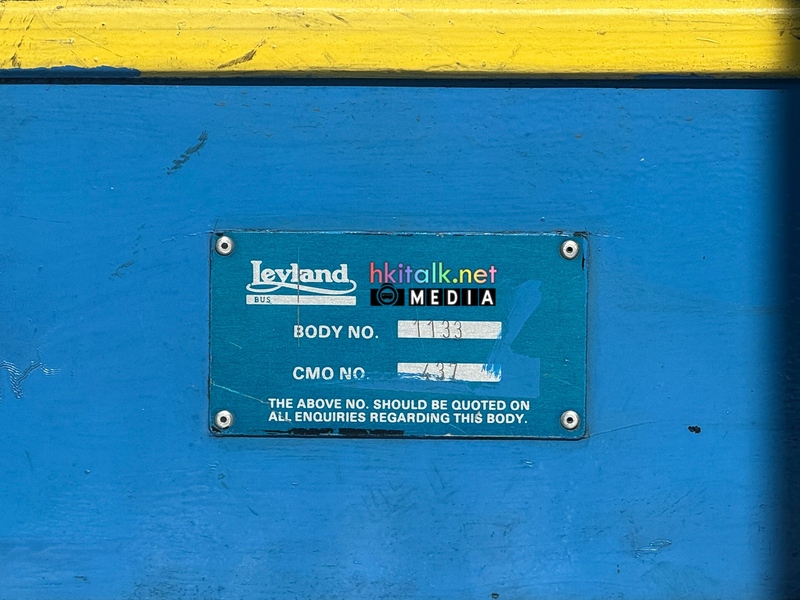 Leyland
BUS
hkitalk.net
MEDIA
BODY NO. 1133
CMO NO. 437
THE ABOVE NO. SHOULD BE QUOTED ON
ALL ENQUIRIES REGARDING THIS BODY.